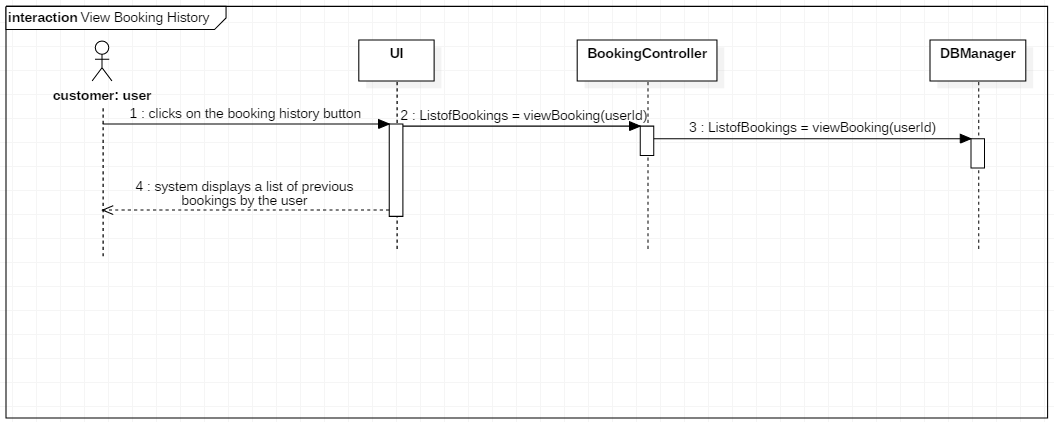 interaction View Booking History
UI
BookingController
DBManager
customer: user
1 : clicks on the booking history button
2 : ListofBookings = viewBooking(userId)
3 : ListofBookings = viewBooking(userId)
4 : system displays a list of previous
bookings by the user